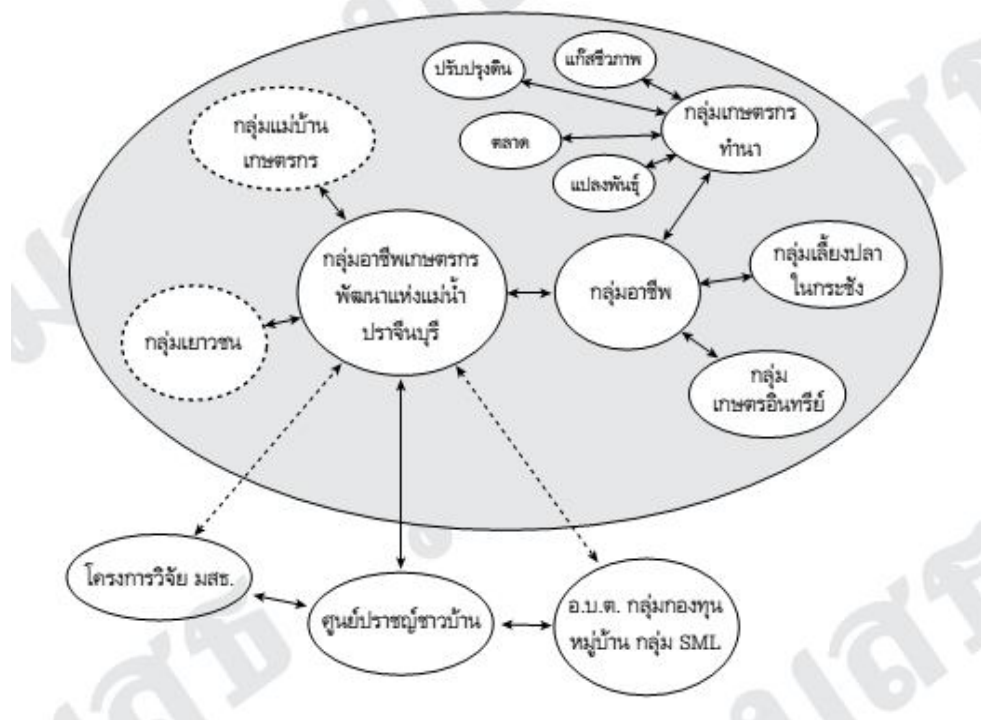 ปรับปรุงดิน
แก๊สชีวภาพ
กลุ่มเกษตรกร
ทำนา
ตลาด
แปลงพันธุ์
กลุ่มแม่บ้าน
เกษตรกร
กลุ่มอาชีพเกษตรกร
พัฒนาแห่งแม่น้ำ
ปราจีนบุรี
กลุ่มอาชีพ
กลุ่มเลี้ยงปลา
ในกระชัง
กลุ่มเยาวชน
กลุ่ม
เกษตรอินทรีย์
โครงการวิจัย มสธ.
ศูนย์ปราชญ์ชาวบ้าน
อ.บ.ต. กลุ่มกองทุน
หมู่บ้าน กลุ่ม SML